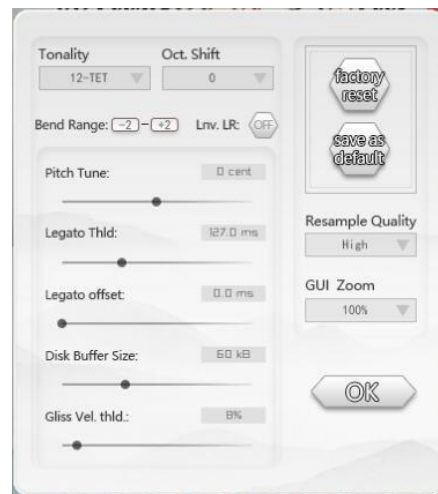 Tonality
Oct. Shift
12-TET
0
Bend Range: -2 - +2
Lnv. LR: OFF
Pitch Tune: 0 cent
Legato Thld: 127.0 ms
Legato offset: 0.0 ms
Disk Buffer Size: 60 kB
Gliss Vel. thld.: 8%
factory
reset
save as
default
Resample Quality
High
GUI Zoom
100%
OK